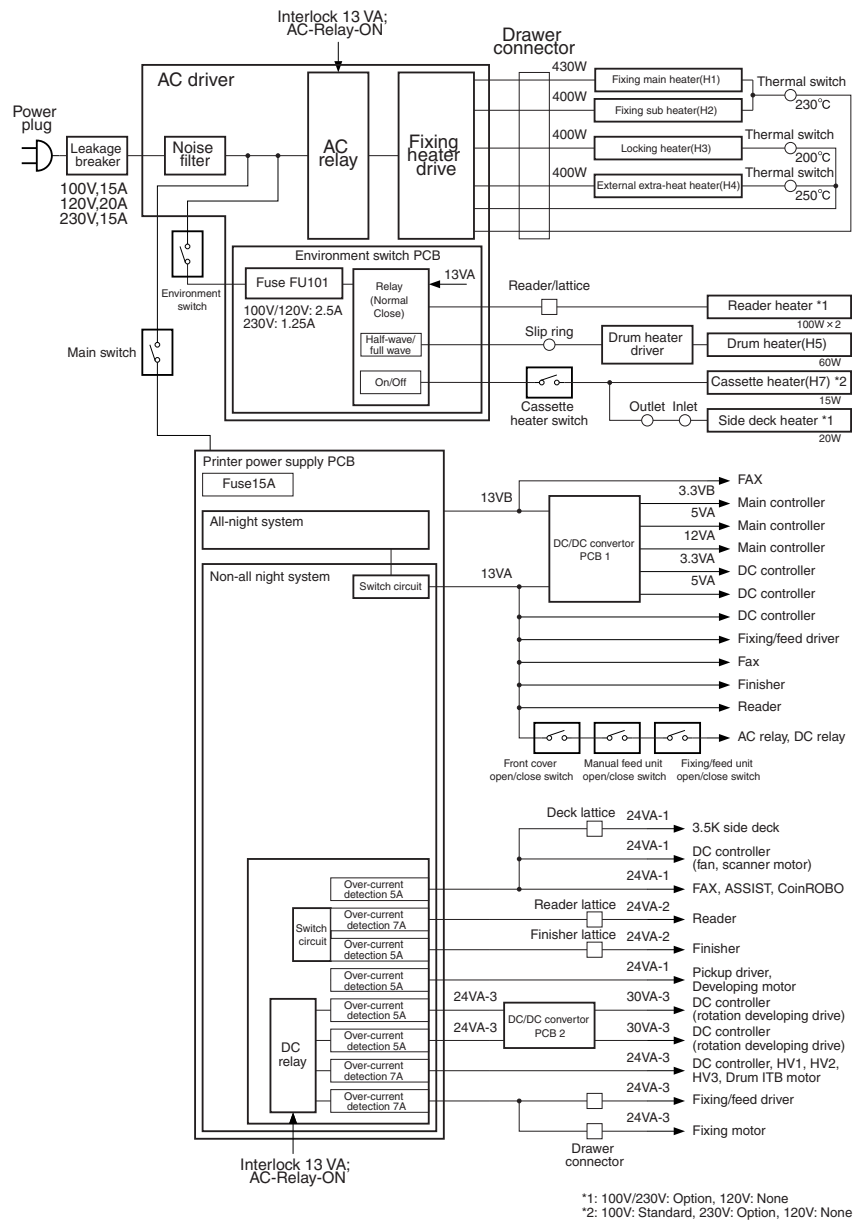 Interlock 13 VA;
AC-Relay-ON
Drawer
connector
AC driver
Power
plug
Leakage
breaker
100V,15A
120V,20A
230V,15A
Noise
filter
AC
relay
Fixing
heater
drive
430W
Fixing main heater(H1)
Thermal switch
230°C
400W
Fixing sub heater(H2)
400W
Locking heater(H3)
Thermal switch
200°C
400W
External extra-heat heater(H4)
Thermal switch
250°C
Environment switch PCB
Environment
switch
Fuse FU101
100V/120V: 2.5A
230V: 1.25A
Relay
(Normal
Close)
13VA
Half-wave/
full wave
On/Off
Reader/lattice
Reader heater *1
100W × 2
Slip ring
Drum heater
driver
Drum heater(H5)
60W
Cassette
heater switch
Cassette heater(H7) *2
15W
Outlet Inlet
Side deck heater *1
20W
Main switch
Printer power supply PCB
Fuse15A
All-night system
Non-all night system
Switch circuit
13VB
13VA
DC/DC convertor
PCB 1
FAX
3.3VB
Main controller
5VA
Main controller
12VA
Main controller
3.3VA
DC controller
5VA
DC controller
DC controller
Fixing/feed driver
Fax
Finisher
Reader
AC relay, DC relay
Front cover
open/close switch
Manual feed unit
open/close switch
Fixing/feed unit
open/close switch
Deck lattice
24VA-1
3.5K side deck
24VA-1
DC controller
(fan, scanner motor)
24VA-1
FAX, ASSIST, CoinROBO
Over-current
detection 5A
Switch
circuit
Over-current
detection 7A
Reader lattice
24VA-2
Reader
Over-current
detection 5A
Finisher lattice
24VA-2
Finisher
Over-current
detection 5A
24VA-1
Pickup driver,
Developing motor
DC
relay
Over-current
detection 5A
24VA-3
DC/DC convertor
PCB 2
30VA-3
DC controller
(rotation developing drive)
Over-current
detection 5A
24VA-3
30VA-3
DC controller
(rotation developing drive)
Over-current
detection 7A
24VA-3
DC controller, HV1, HV2,
HV3, Drum ITB motor
Over-current
detection 7A
24VA-3
Fixing/feed driver
24VA-3
Fixing motor
Drawer
connector
Interlock 13 VA;
AC-Relay-ON
*1: 100V/230V: Option, 120V: None
*2: 100V: Standard, 230V: Option, 120V: None